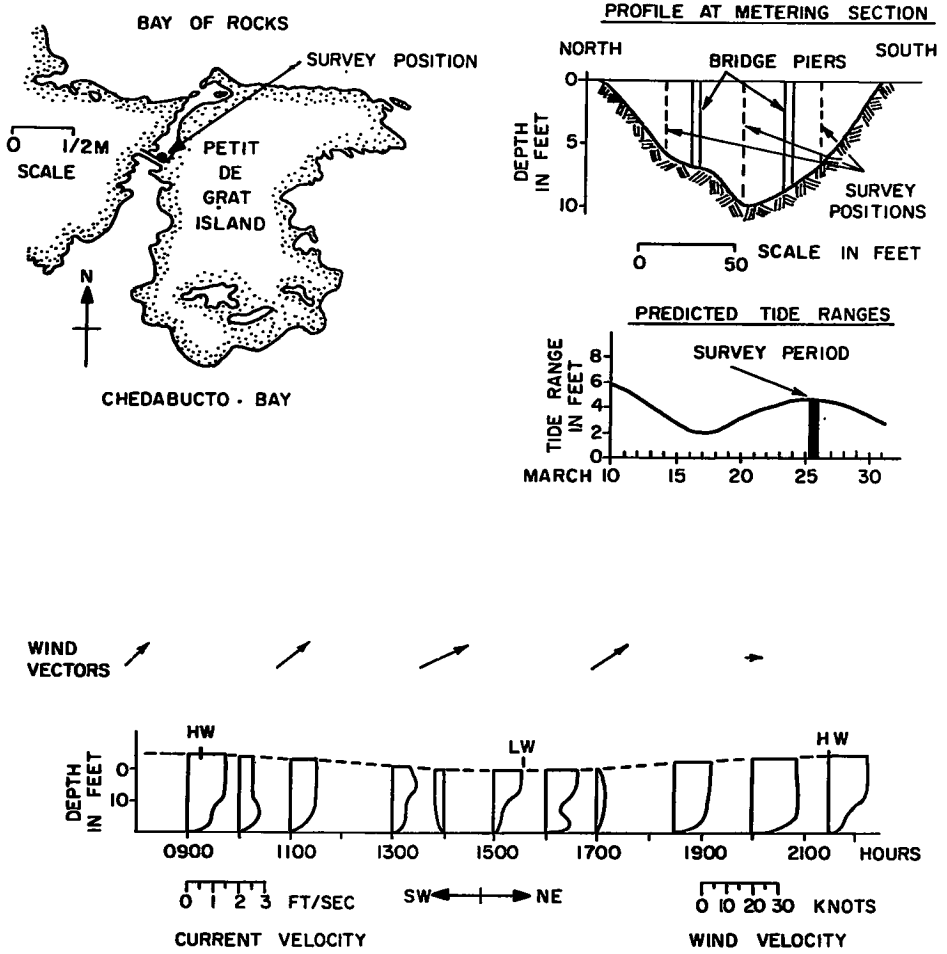 BAY OF ROCKS
SURVEY POSITION
0 1/2M
SCALE
PETIT
DE
GRAT
ISLAND
N
CHEDABUCTO - BAY
PROFILE AT METERING SECTION
NORTH
SOUTH
BRIDGE PIERS
0
5
10
DEPTH
IN FEET
SURVEY
POSITIONS
0 50 SCALE IN FEET
PREDICTED TIDE RANGES
SURVEY PERIOD
TIDE RANGE
IN FEET
8
6
4
2
0
MARCH 10 15 20 25 30
WIND
VECTORS
HW
LW
HW
DEPTH
IN FEET
0
10
0900 1100 1300 1500 1700 1900 2100 HOURS
0 1 2 3 FT/SEC
CURRENT VELOCITY
SW NE
0 10 20 30 KNOTS
WIND VELOCITY